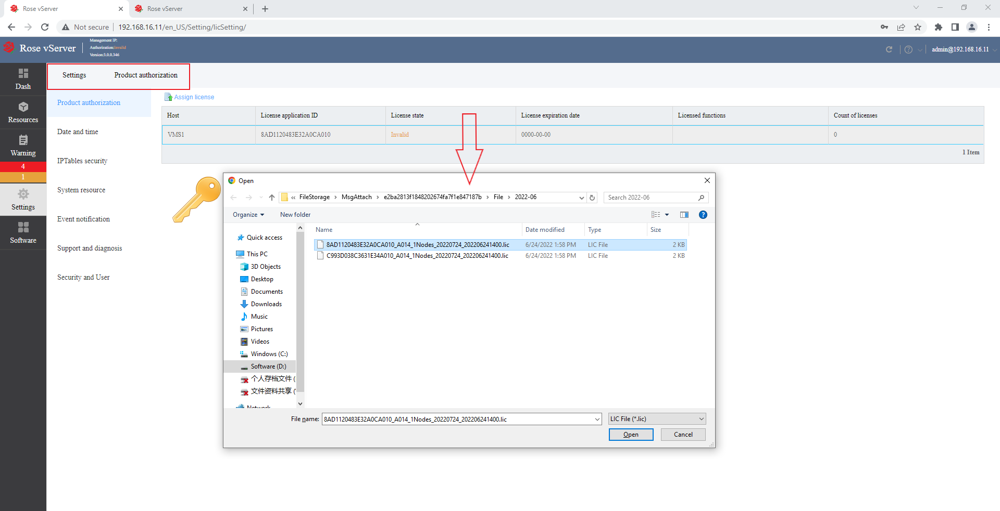 Rose vServer
Rose vServer
Not secure
192.168.16.11/en_US/Setting/licSetting/
Rose vServer
Management IP:
Authorization:Invalid
Version:3.0.0.346
admin@192.168.16.11
Dash
Resources
Warning
4
1
Settings
Software
Settings
Product authorization
Product authorization
Date and time
IPTables security
System resource
Event notification
Support and diagnosis
Security and User
Assign license
Host
License application ID
License state
License expiration date
Licensed functions
Count of licenses
VMS1
8AD1120483E32A0CA010
Invalid
0000-00-00
0
1 Item
Open
« FileStorage › MsgAttach › e2ba2813f1848202674fa7f1e847187b › File › 2022-06
Search 2022-06
Organize
New folder
Quick access
This PC
3D Objects
Desktop
Documents
Downloads
Music
Pictures
Videos
Windows (C:)
Software (D:)
个人存档文件 (
文件资料共享 (
Network
Name
Date modified
Type
Size
8AD1120483E32A0CA010_A014_1Nodes_20220724_202206241400.lic
6/24/2022 1:58 PM
LIC File
2 KB
C993D038C3631E34A010_A014_1Nodes_20220724_202206241400.lic
6/24/2022 1:58 PM
LIC File
2 KB
File name:
8AD1120483E32A0CA010_A014_1Nodes_20220724_202206241400.lic
LIC File (*.lic)
Open
Cancel